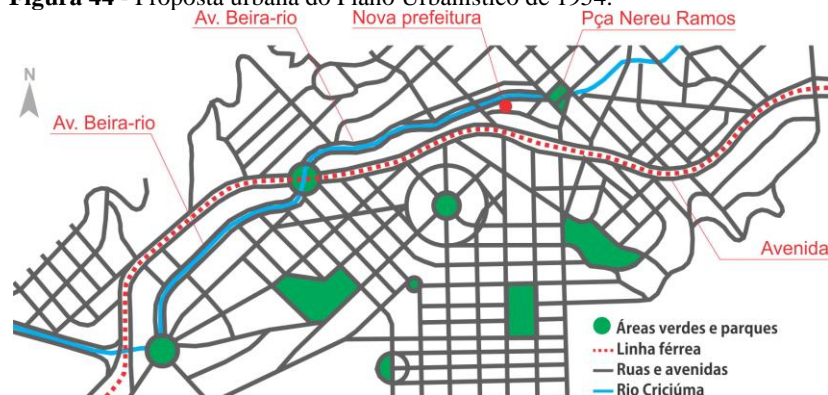 Figura 44 - Proposta urbana do Plano Urbanístico de 1954.
Av. Beira-rio
Nova prefeitura
Pça Nereu Ramos
N
Av. Beira-rio
Avenida
Áreas verdes e parques
Linha férrea
Ruas e avenidas
Rio Criciúma